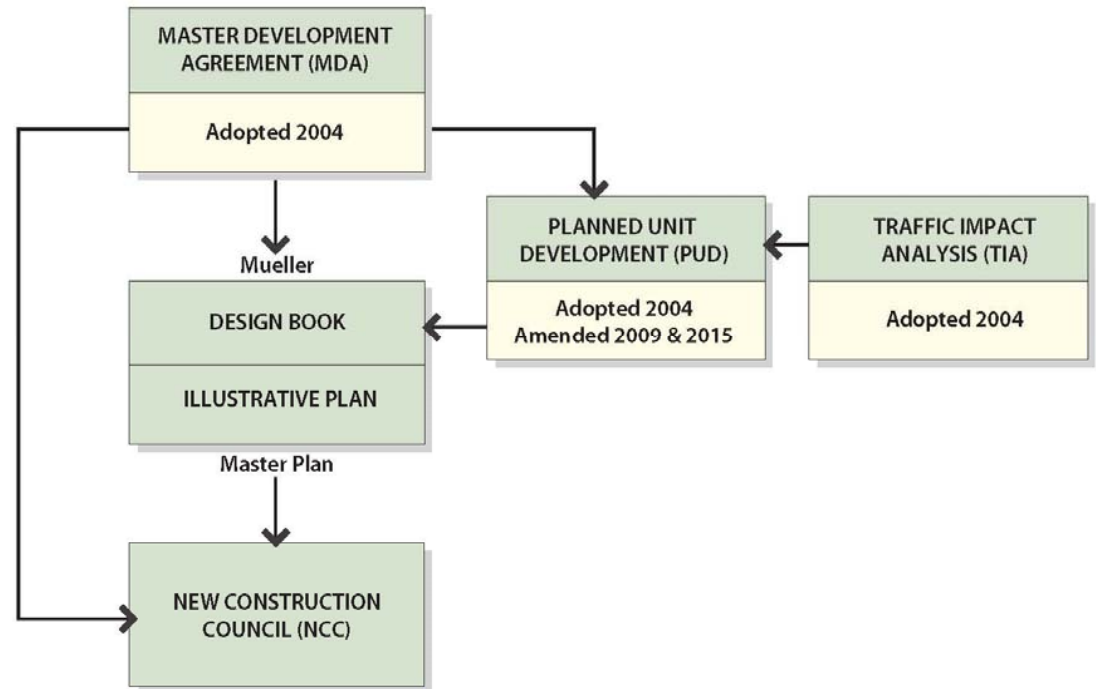 MASTER DEVELOPMENT
AGREEMENT (MDA)
Adopted 2004
Mueller
DESIGN BOOK
ILLUSTRATIVE PLAN
Master Plan
NEW CONSTRUCTION
COUNCIL (NCC)
PLANNED UNIT
DEVELOPMENT (PUD)
Adopted 2004
Amended 2009 & 2015
TRAFFIC IMPACT
ANALYSIS (TIA)
Adopted 2004